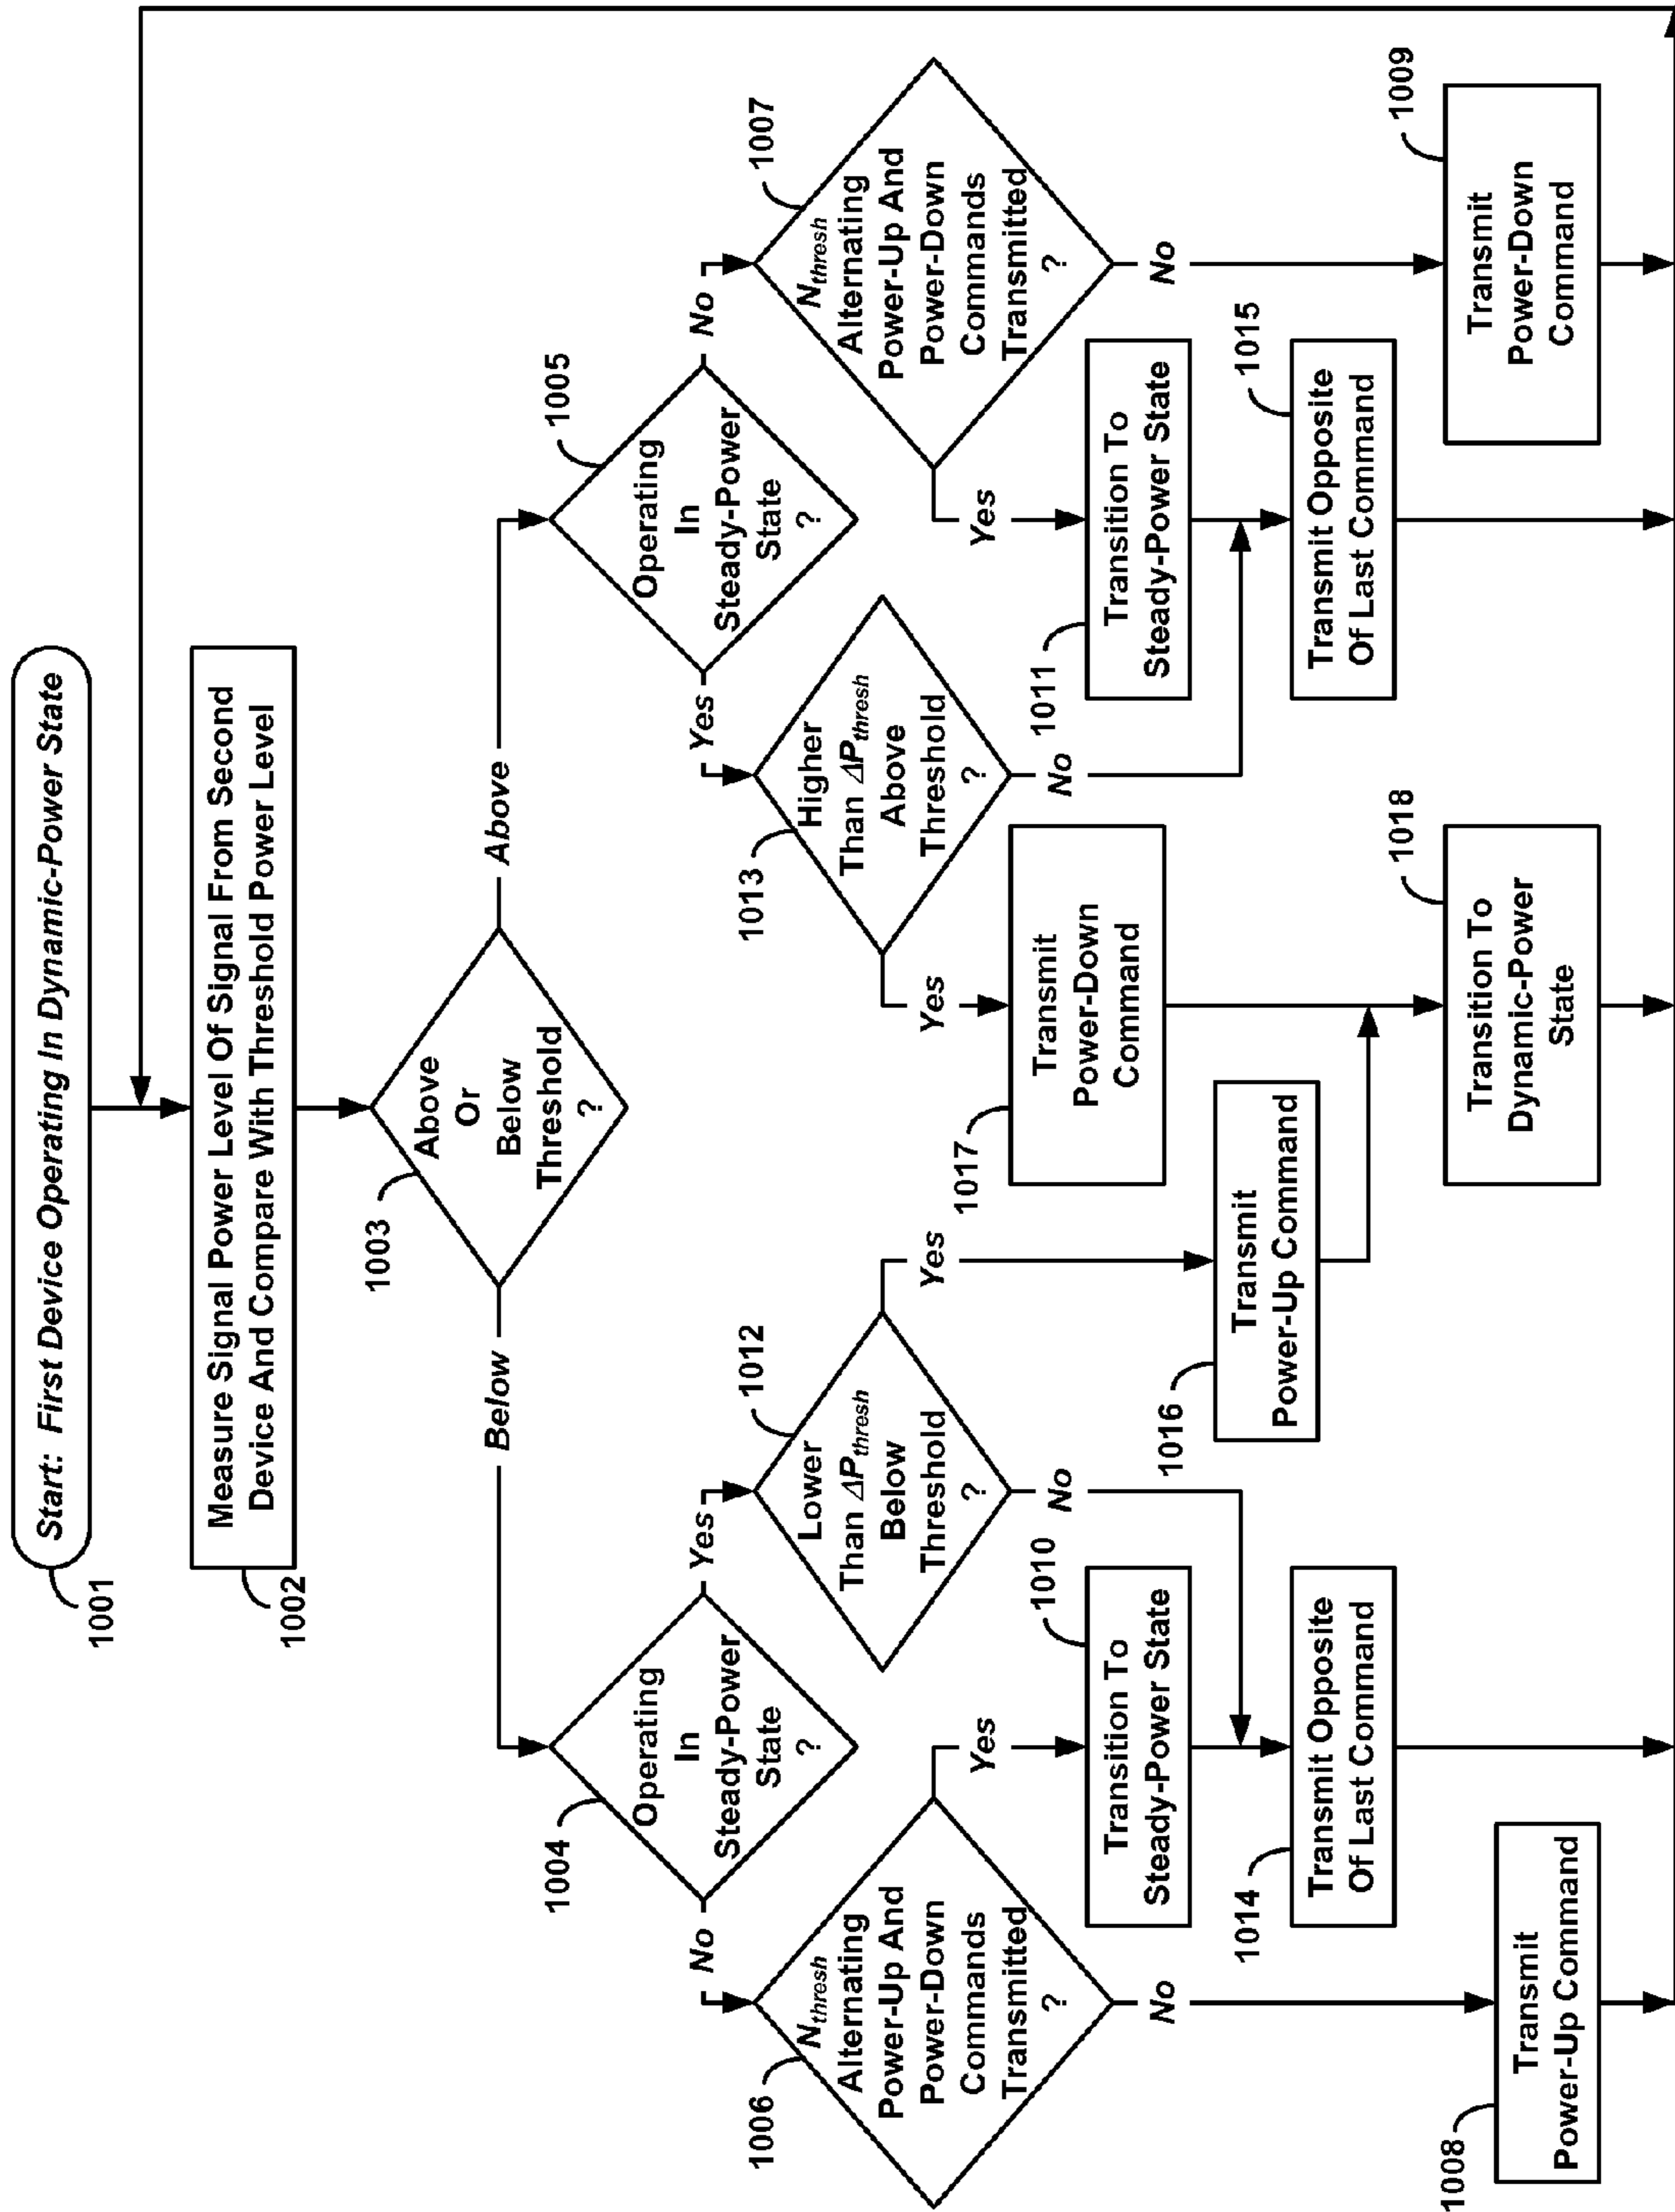 Start: First Device Operating In Dynamic-Power State
1001
Measure Signal Power Level Of Signal From Second
Device And Compare With Threshold Power Level
1002
Above
Or
Below
Threshold
?
1003
Below
Above
Operating
In
Steady-Power
State
?
1004
Operating
In
Steady-Power
State
?
1005
No
Yes
Yes
No
Nthresh
Alternating
Power-Up And
Power-Down
Commands
Transmitted
?
1006
Lower
Than ΔPthresh
Below
Threshold
?
1012
Higher
Than ΔPthresh
Above
Threshold
?
1013
Nthresh
Alternating
Power-Up And
Power-Down
Commands
Transmitted
?
1007
No
Yes
No
Yes
Yes
No
Yes
No
Transition To
Steady-Power State
1010
Transmit
Power-Down
Command
1017
Transition To
Steady-Power State
1011
Transmit
Power-Up Command
1016
Transmit Opposite
Of Last Command
1014
Transmit Opposite
Of Last Command
1015
Transmit
Power-Up Command
1008
Transition To
Dynamic-Power
State
1018
Transmit
Power-Down
Command
1009